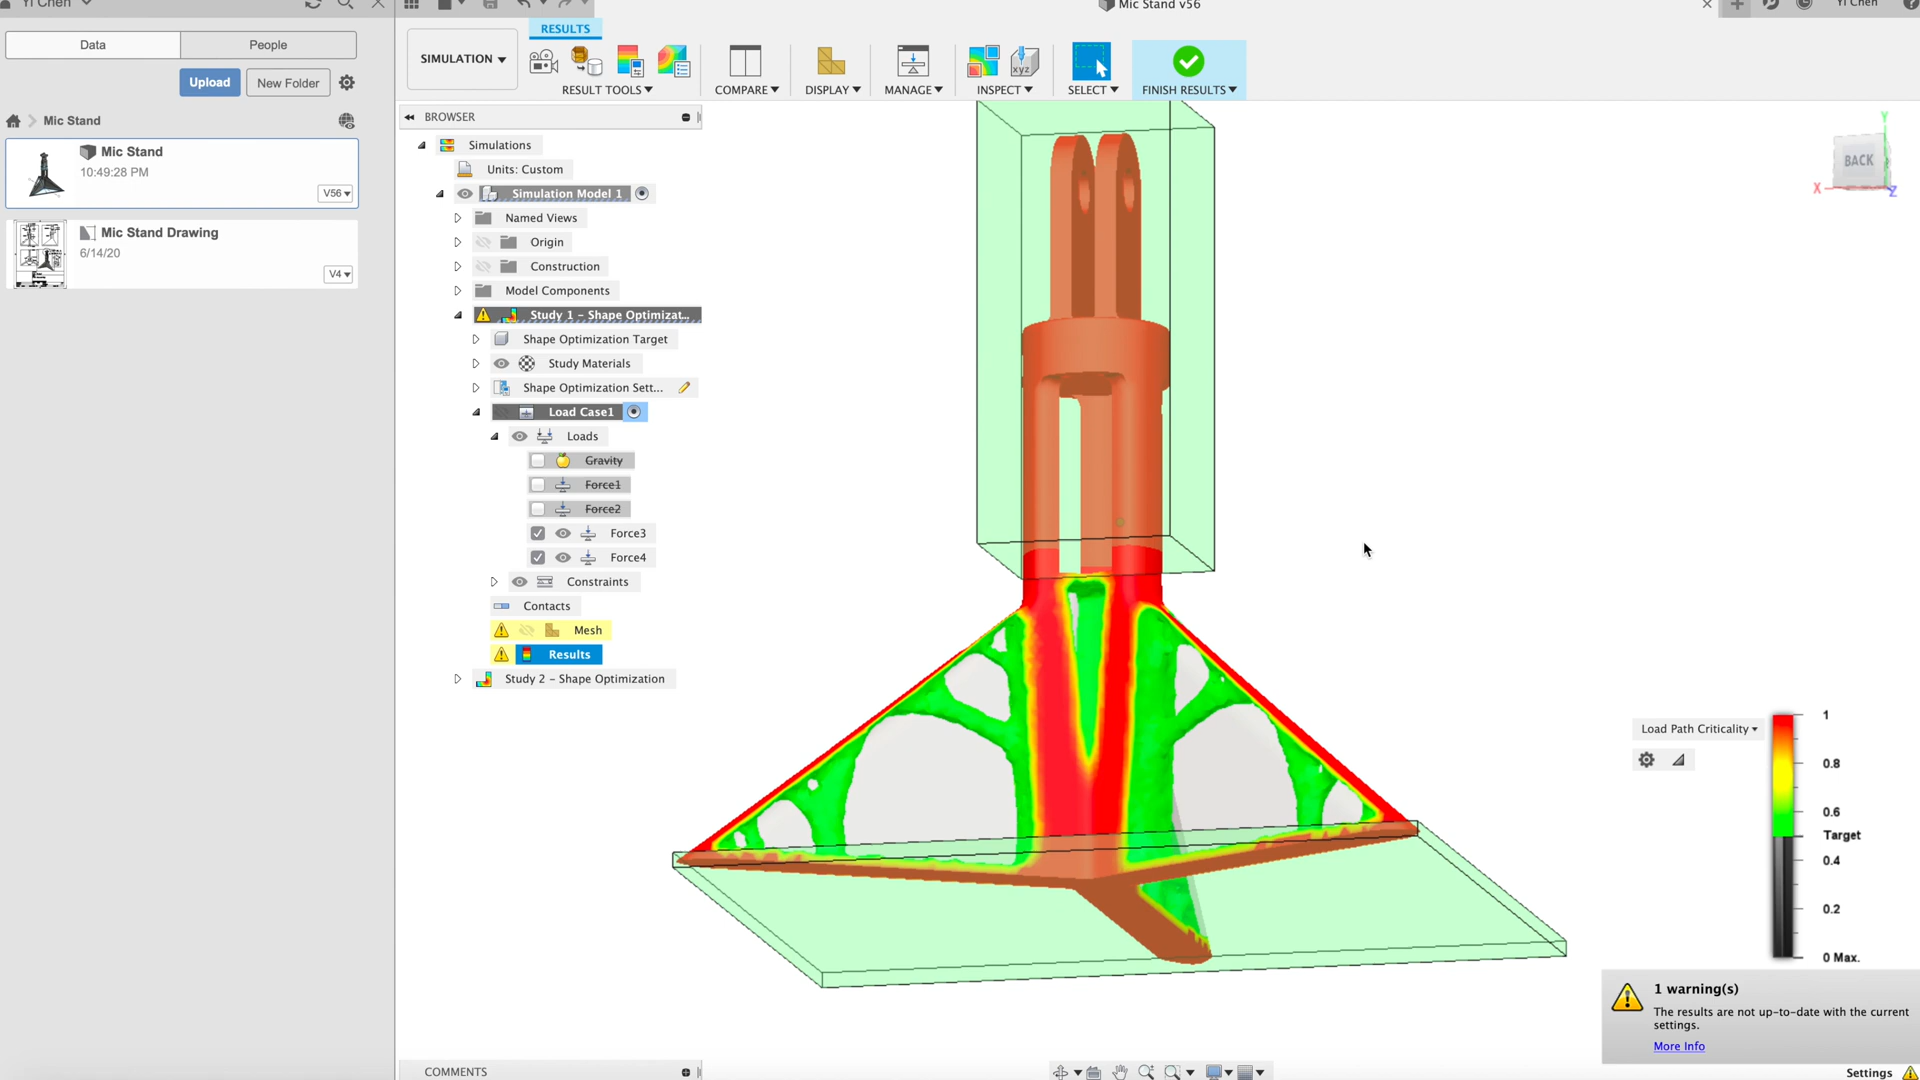 Yi Chen
Mic Stand v56
Yi Chen
Data
People
RESULTS
SIMULATION
RESULT TOOLS
COMPARE
DISPLAY
MANAGE
INSPECT
SELECT
FINISH RESULTS
Upload
New Folder
Mic Stand
Mic Stand
10:49:28 PM
V56
Mic Stand Drawing
6/14/20
V4
BROWSER
Simulations
Units: Custom
Simulation Model 1
Named Views
Origin
Construction
Model Components
Study 1 - Shape Optimizat...
Shape Optimization Target
Study Materials
Shape Optimization Sett...
Load Case1
Loads
Gravity
Force1
Force2
Force3
Force4
Constraints
Contacts
Mesh
Results
Study 2 - Shape Optimization
xyz
Y
BACK
X
Z
Load Path Criticality
1
0.8
0.6
Target
0.4
0.2
0 Max.
1 warning(s)
The results are not up-to-date with the current
settings.
More Info
COMMENTS
Settings